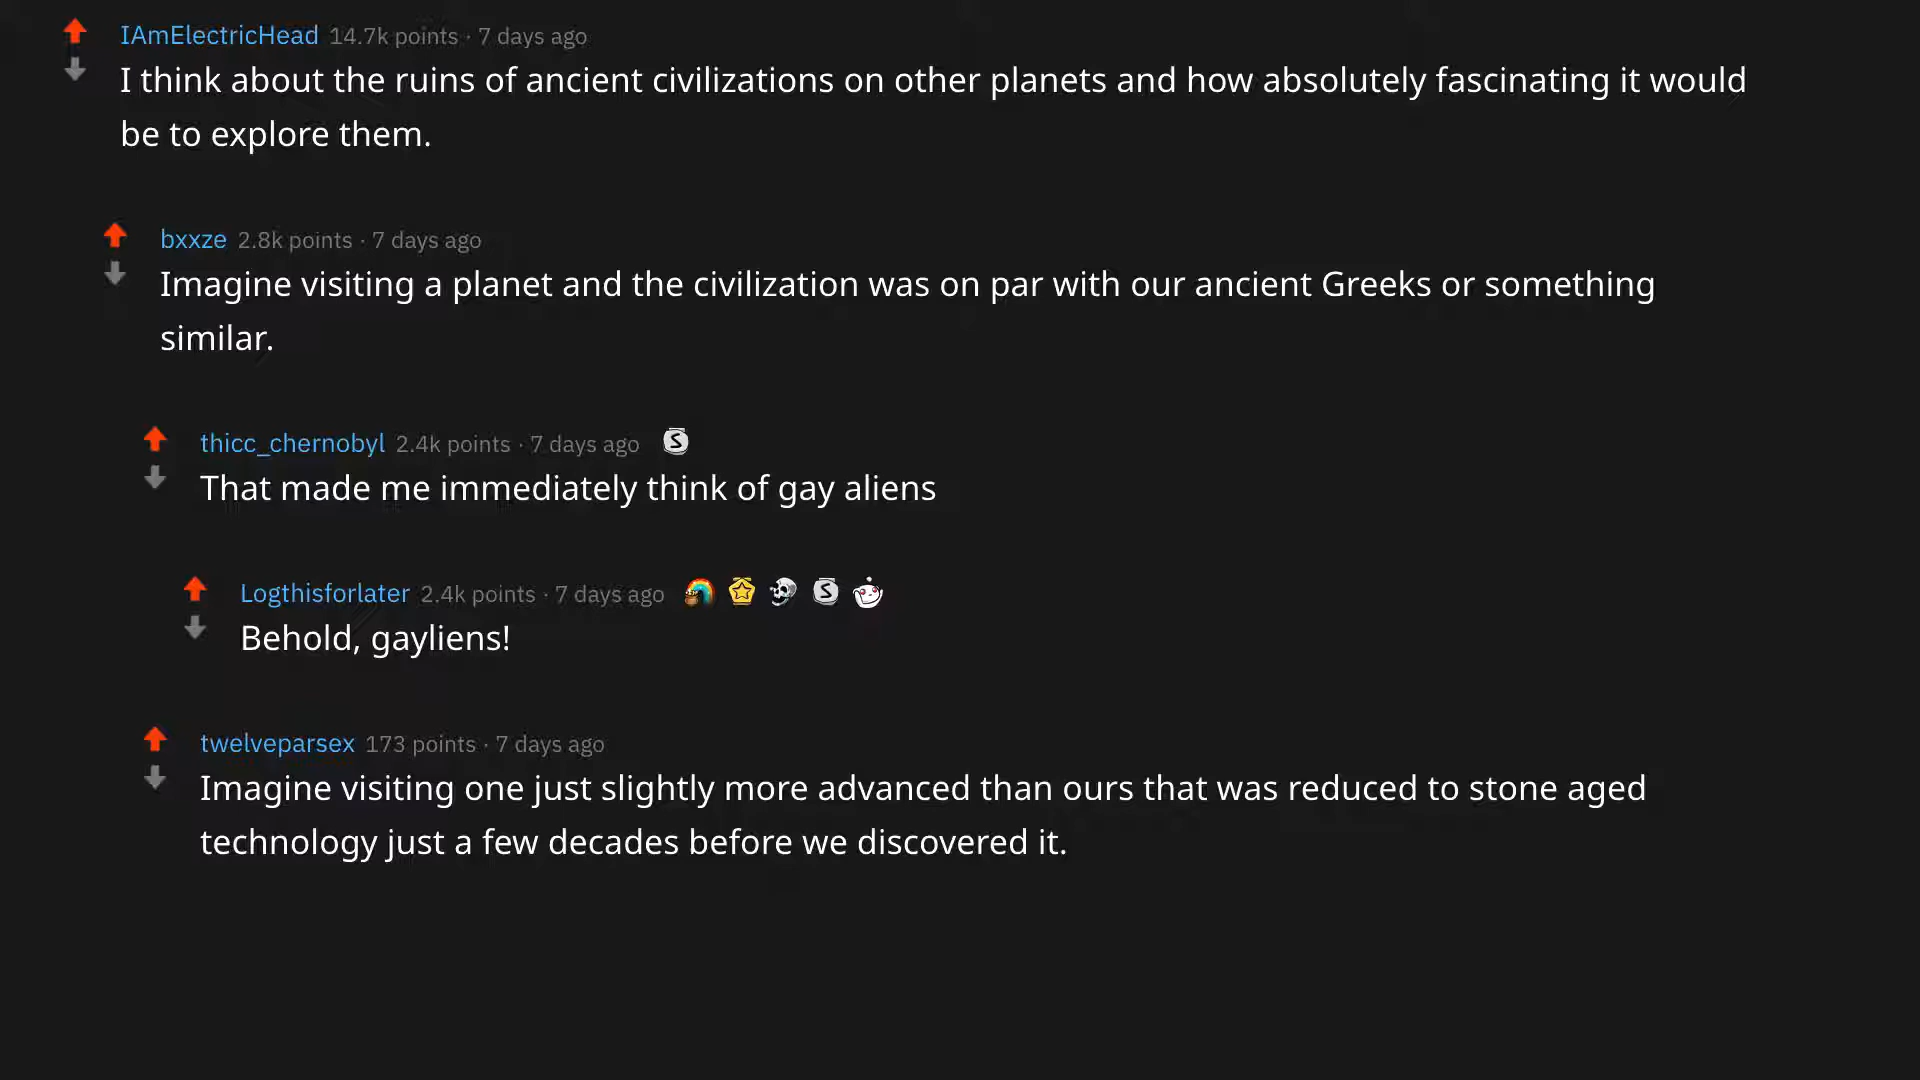 IAmElectricHead 14.7k points · 7 days ago
I think about the ruins of ancient civilizations on other planets and how absolutely fascinating it would
be to explore them.
bxxze 2.8k points · 7 days ago
Imagine visiting a planet and the civilization was on par with our ancient Greeks or something
similar.
thicc_chernobyl 2.4k points · 7 days ago S
That made me immediately think of gay aliens
Logthisforlater 2.4k points · 7 days ago S
Behold, gayliens!
twelveparsex 173 points · 7 days ago
Imagine visiting one just slightly more advanced than ours that was reduced to stone aged
technology just a few decades before we discovered it.